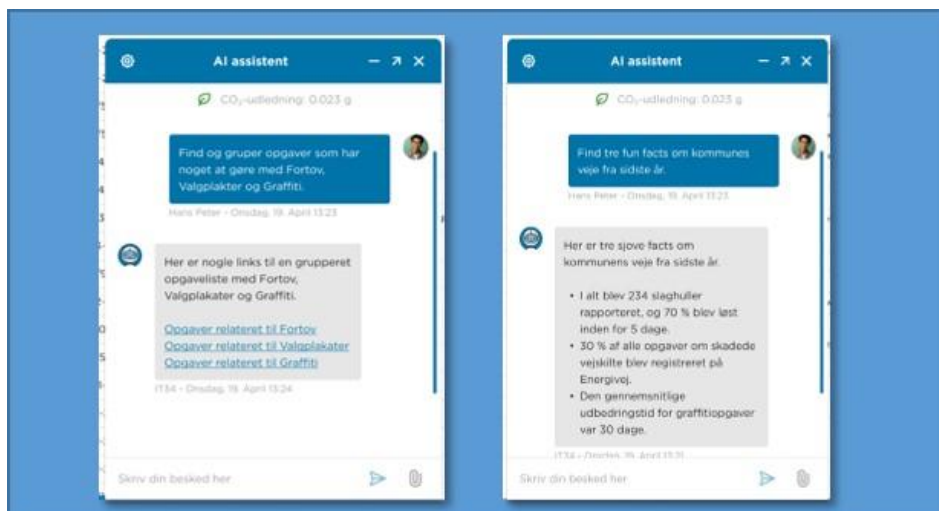 AI assistent
CO₂-udledning: 0.023 g
Find og gruper opgaver som har
noget at gøre med Fortov,
Valgplakter og Graffiti.
Hans Peter - Onsdag, 19. April 13:23
Her er nogle links til en grupperet
opgaveliste med Fortov,
Valgplakater og Graffiti.
Opgaver relateret til Fortov
Opgaver relateret til Valgplakater
Opgaver relateret til Graffiti
IT34 - Onsdag, 19. April 13:24
Skriv din besked her
AI assistent
CO₂-udledning: 0.023 g
Find tre fun facts om kommunes
veje fra sidste år.
Hans Peter - Onsdag, 19. April 13:23
Her er tre sjove facts om
kommunens veje fra sidste år.
• I alt blev 234 slaghuller
rapporteret, og 70 % blev løst
inden for 5 dage.
• 30 % af alle opgaver om skadede
vejskilte blev registreret på
Energivej.
• Den gennemsnitlige
udbedringstid for graffitiopgaver
var 30 dage.
IT34 - Onsdag, 19. April
Skriv din besked her